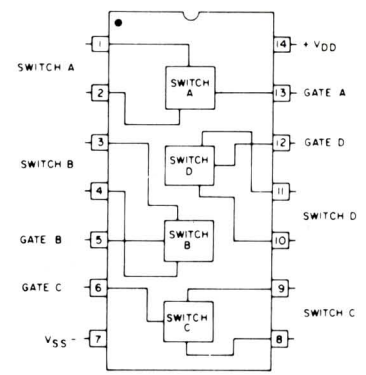 1
14
+ VDD
SWITCH A
SWITCH
A
2
13
GATE A
3
12
GATE D
SWITCH
D
SWITCH B
4
11
SWITCH D
GATE B
5
SWITCH
B
10
GATE C
6
9
SWITCH
C
SWITCH C
VSS -
7
8